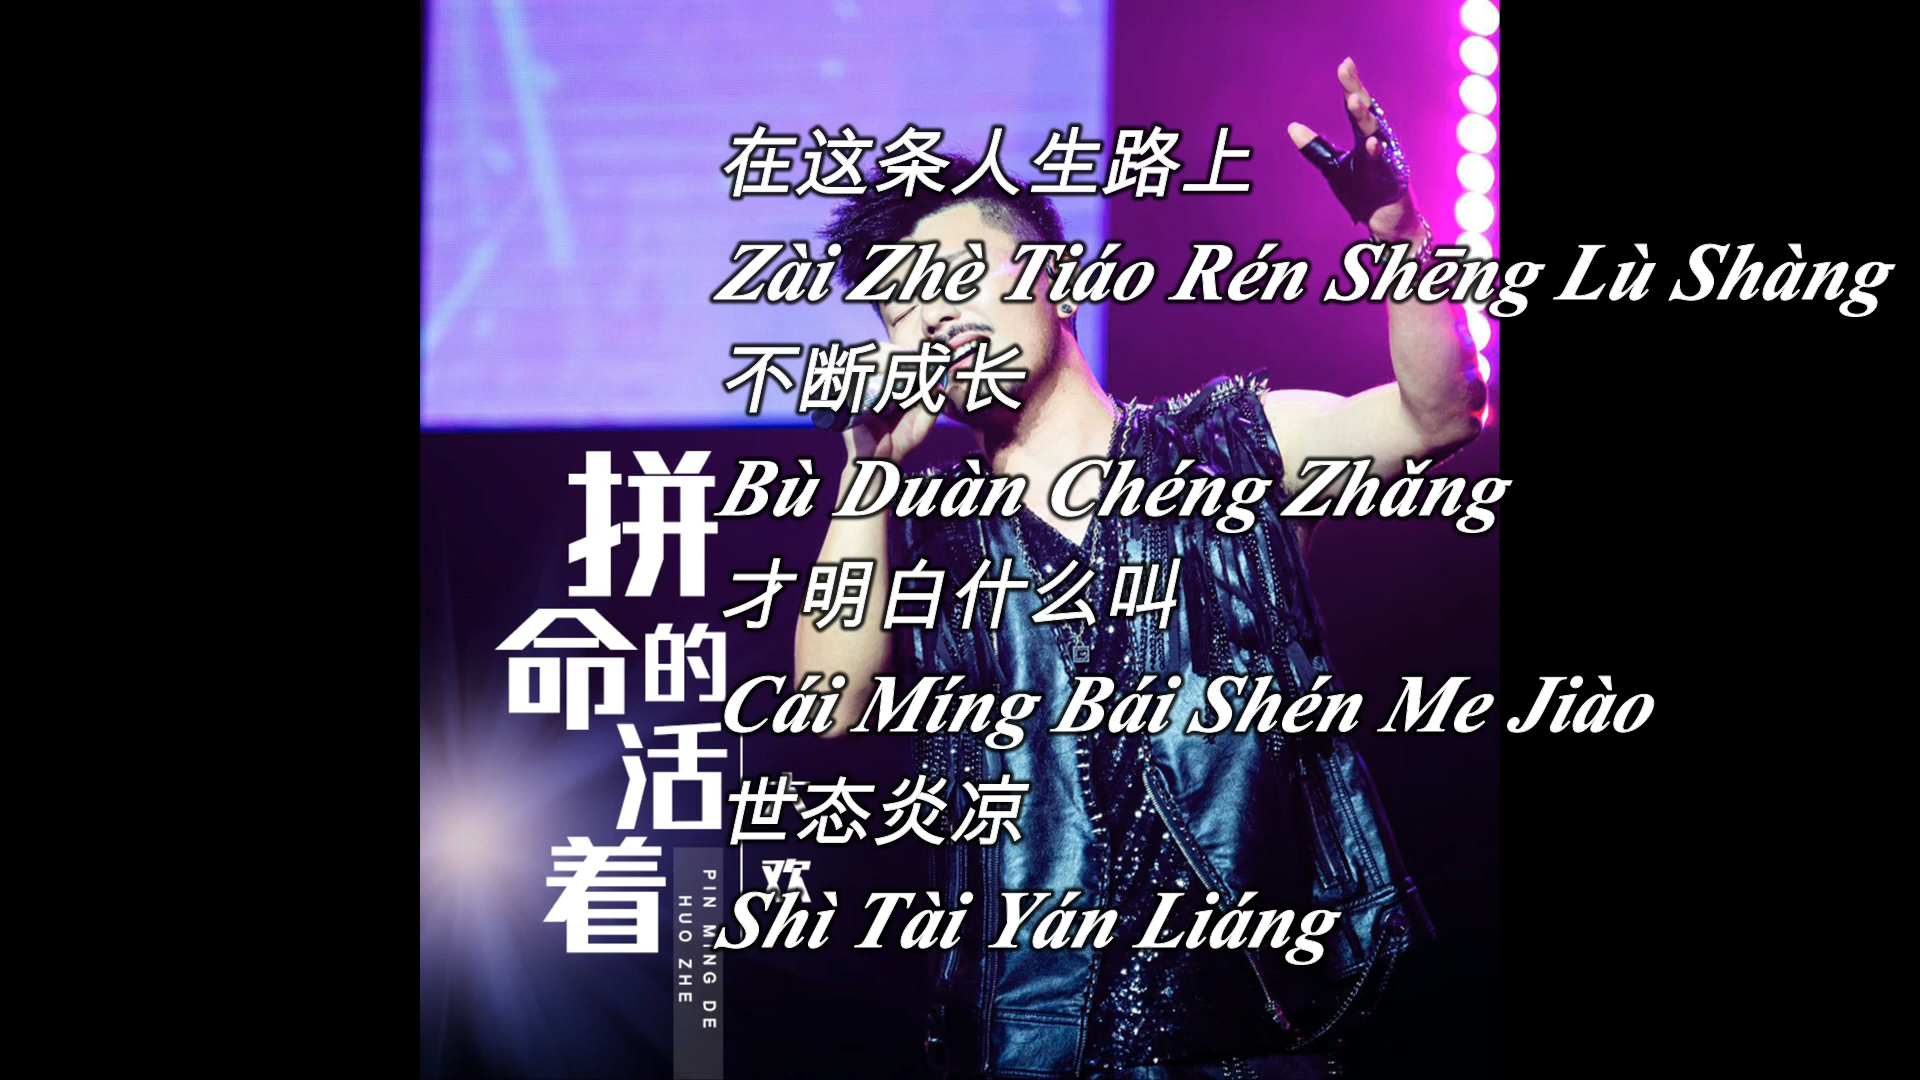 在这条人生路上
Zài Zhè Tiáo Rén Shēng Lù Shàng
不断成长
Bù Duàn Chéng Zhǎng
才明白什么叫
Cái Míng Bái Shén Me Jiào
世态炎凉
Shì Tài Yán Liáng
拼命的活着
PIN MING DE
HUO ZHE
欢